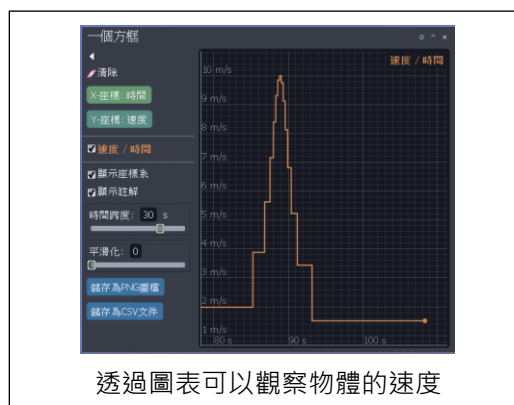 一個方框
清除
X-座標: 時間
Y-座標: 速度
速度 / 時間
顯示座標系
顯示註解
時間跨度: 30 s
平滑化: 0
儲存為PNG圖檔
儲存為CSV文件
速度 / 時間
10 m/s
9 m/s
8 m/s
7 m/s
6 m/s
5 m/s
4 m/s
3 m/s
2 m/s
1 m/s
80 s 90 s 100 s
透過圖表可以觀察物體的速度